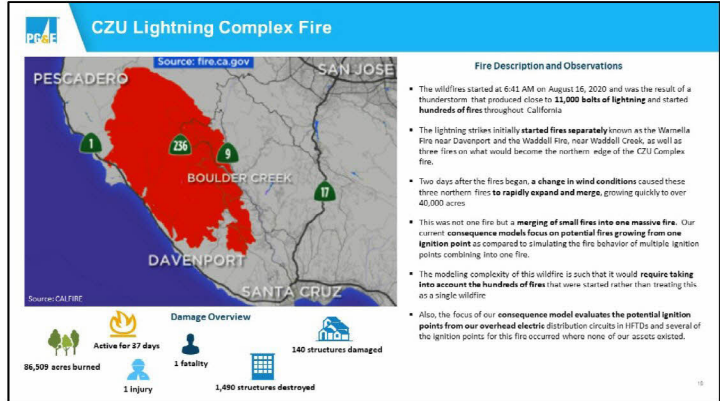 PG&E
CZU Lightning Complex Fire
Source: fire.ca.gov
PESCADERO
SAN JOSE
1
236
9
BOULDER CREEK
17
DAVENPORT
SANTA CRUZ
Source: CALFIRE
Damage Overview
86,509 acres burned
Active for 37 days
1 injury
1 fatality
1,490 structures destroyed
140 structures damaged
Fire Description and Observations
▪ The wildfires started at 6:41 AM on August 16, 2020 and was the result of a
thunderstorm that produced close to 11,000 bolts of lightning and started
hundreds of fires throughout California
▪ The lightning strikes initially started fires separately known as the Warnella
Fire near Davenport and the Waddell Fire, near Waddell Creek, as well as
three fires on what would become the northern edge of the CZU Complex
fire.
▪ Two days after the fires began, a change in wind conditions caused these
three northern fires to rapidly expand and merge, growing quickly to over
40,000 acres
▪ This was not one fire but a merging of small fires into one massive fire. Our
current consequence models focus on potential fires growing from one
ignition point as compared to simulating the fire behavior of multiple ignition
points combining into one fire.
▪ The modeling complexity of this wildfire is such that it would require taking
into account the hundreds of fires that were started rather than treating this
as a single wildfire
▪ Also, the focus of our consequence model evaluates the potential ignition
points from our overhead electric distribution circuits in HFTDs and several of
the ignition points for this fire occurred where none of our assets existed.